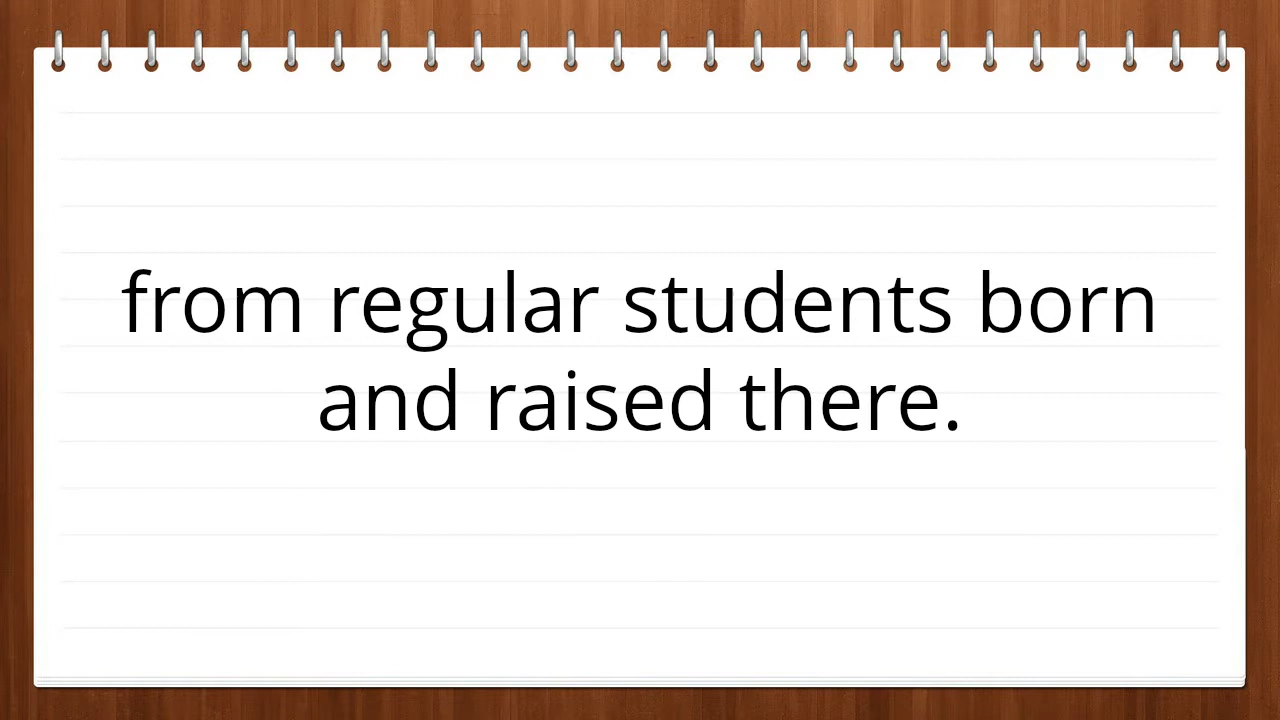 from regular students born
and raised there.